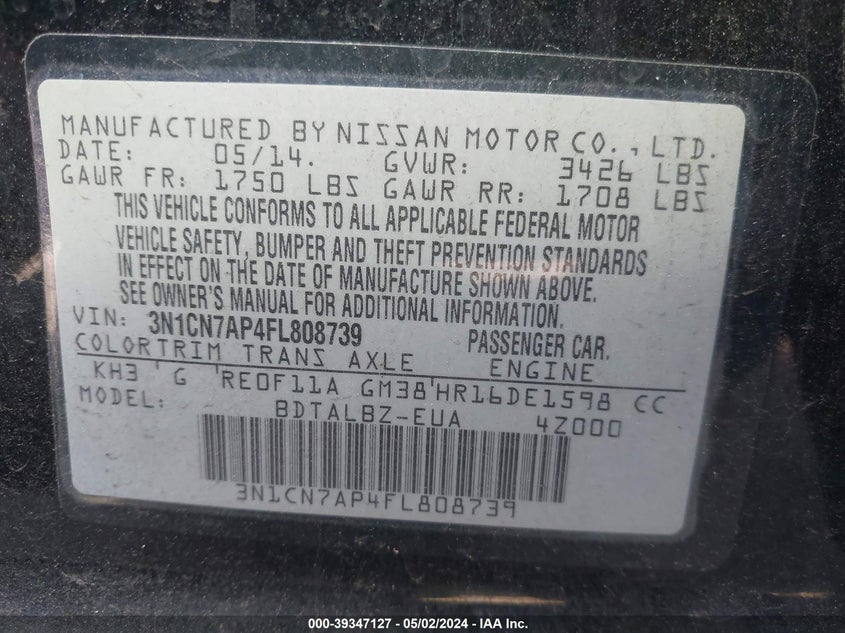 MANUFACTURED BY NISSAN MOTOR CO., LTD.
DATE: 05/14. GVWR: 3426 LBS
GAWR FR: 1750 LBS GAWR RR: 1708 LBS
THIS VEHICLE CONFORMS TO ALL APPLICABLE FEDERAL MOTOR
VEHICLE SAFETY, BUMPER AND THEFT PREVENTION STANDARDS
IN EFFECT ON THE DATE OF MANUFACTURE SHOWN ABOVE.
SEE OWNER'S MANUAL FOR ADDITIONAL INFORMATION.
VIN: 3N1CN7AP4FL808739 PASSENGER CAR.
COLOR TRIM TRANS AXLE ENGINE
KH3 ' G 'RE0F11A GM38'HR16DE1598 CC
MODEL: BDTALBZ-EUA 4Z000
3N1CN7AP4FL808739
000-39347127 - 05/02/2024 - IAA Inc.